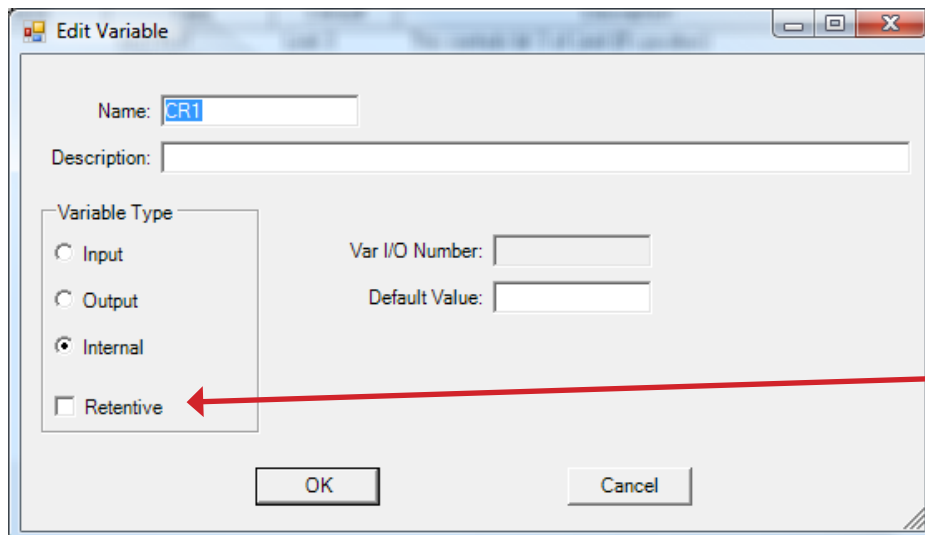 Edit Variable
Name: CR1
Description:
Variable Type
Input
Output
Internal
Retentive
Var I/O Number:
Default Value:
OK
Cancel